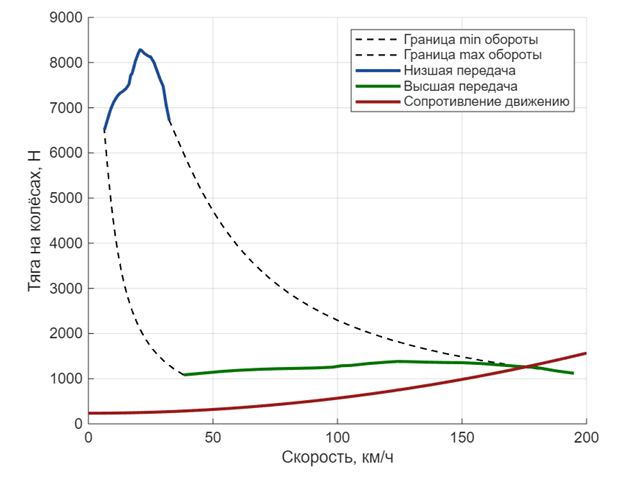 9000
8000
7000
6000
5000
4000
3000
2000
1000
0
Тяга на колёсах, Н
Граница min обороты
Граница max обороты
Низшая передача
Высшая передача
Сопротивление движению
0 50 100 150 200
Скорость, км/ч